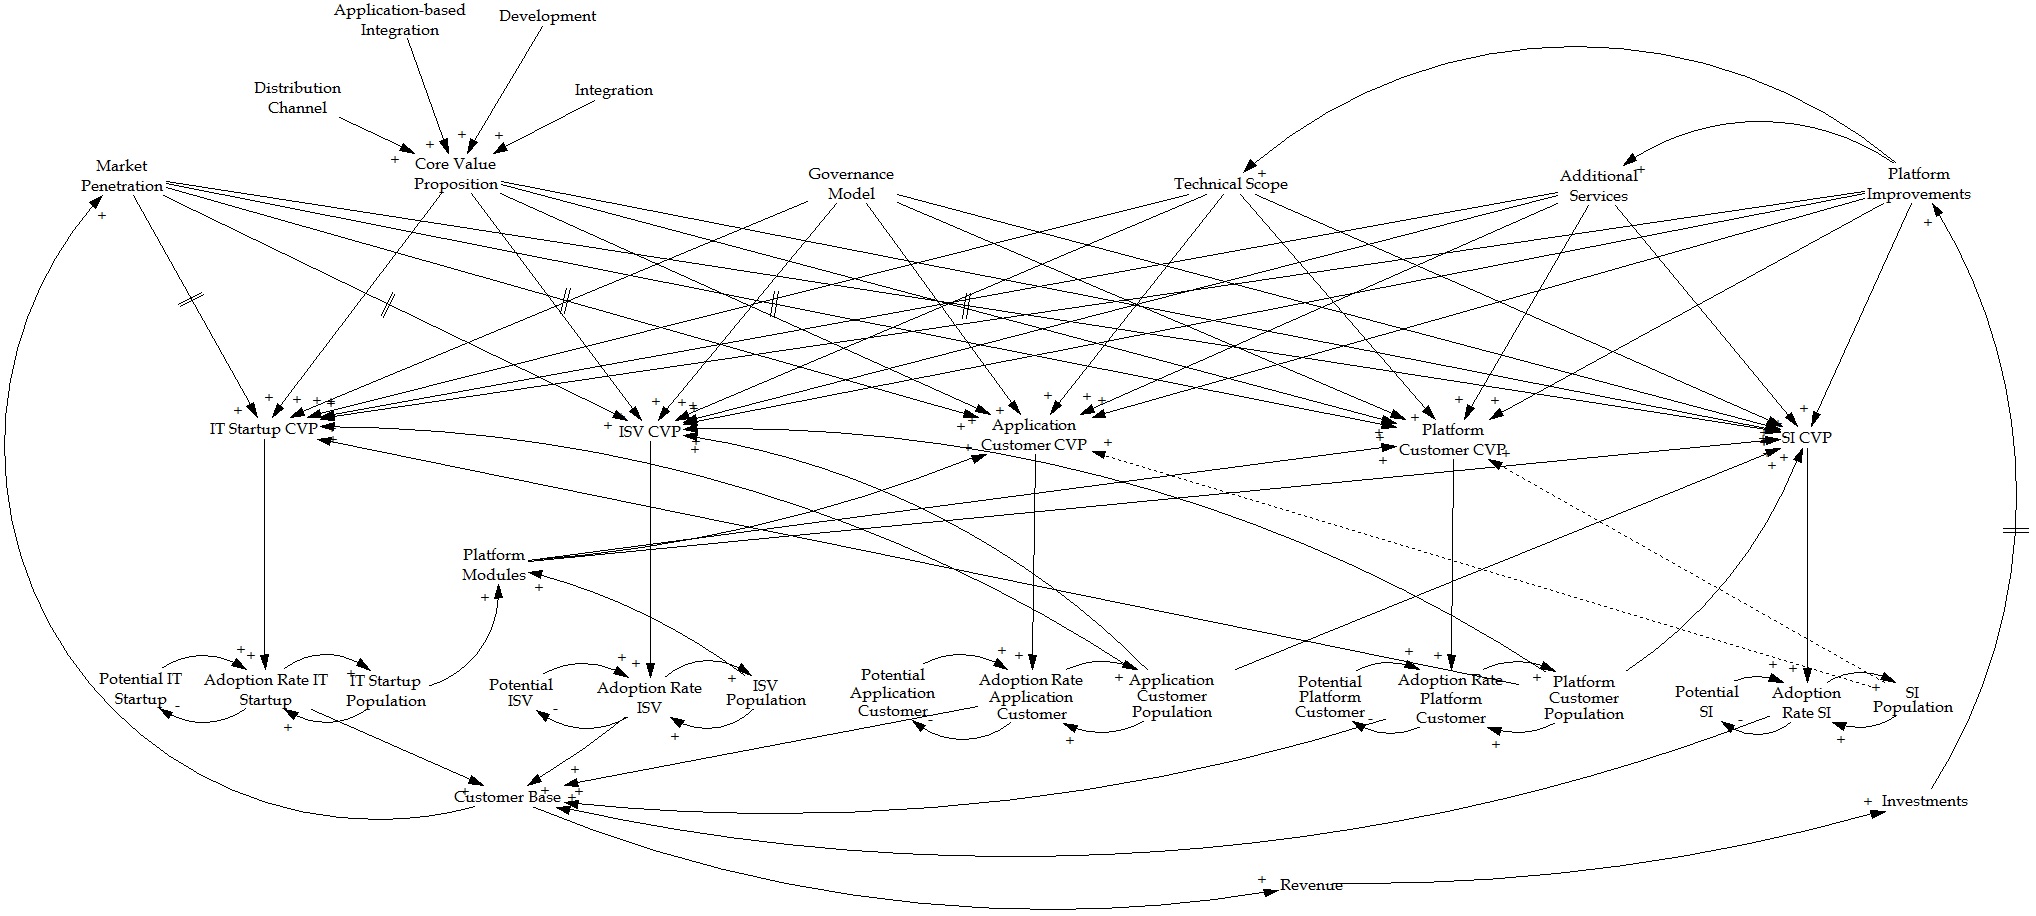 Application-based
Integration
Development
Distribution
Channel
Integration
Market
Penetration
Core Value
Proposition
Governance
Model
Technical Scope
Additional
Services
Platform
Improvements
IT Startup CVP
ISV CVP
Application
Customer CVP
Platform
Customer CVP
SI CVP
Platform
Modules
Potential IT
Startup
Adoption Rate IT
Startup
IT Startup
Population
Potential
ISV
Adoption Rate
ISV
ISV
Population
Potential
Application
Customer
Adoption Rate
Application
Customer
Application
Customer
Population
Potential
Platform
Customer
Adoption Rate
Platform
Customer
Platform
Customer
Population
Potential
SI
Adoption
Rate SI
SI
Population
Customer Base
Investments
Revenue